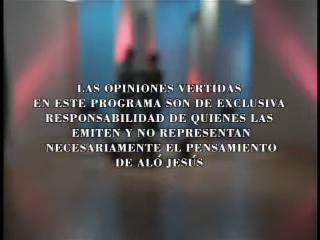 LAS OPINIONES VERTIDAS
EN ESTE PROGRAMA SON DE EXCLUSIVA
RESPONSABILIDAD DE QUIENES LAS
EMITEN Y NO REPRESENTAN
NECESARIAMENTE EL PENSAMIENTO
DE ALÓ JESÚS